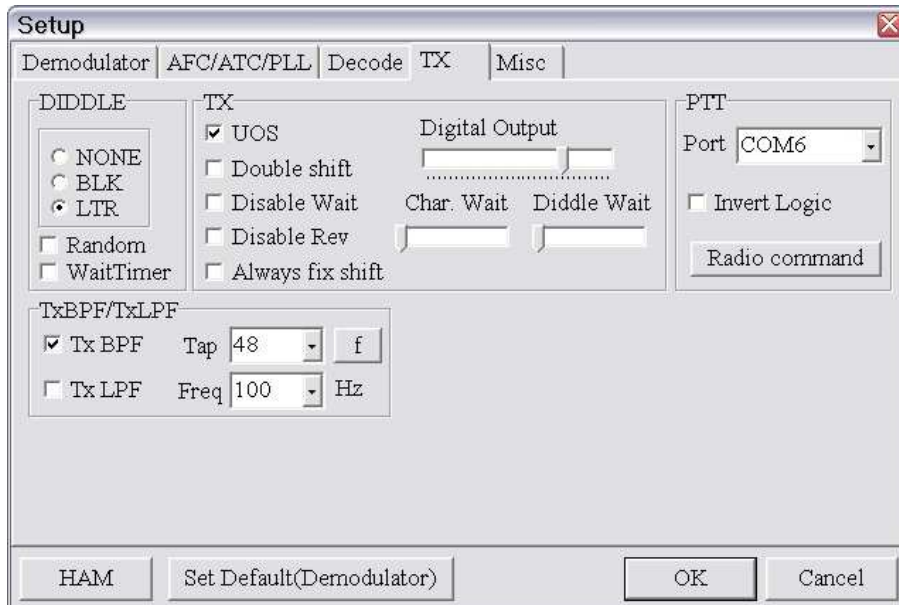 Setup
Demodulator AFC/ATC/PLL Decode TX Misc
DIDDLE
NONE
BLK
LTR
Random
WaitTimer
TX
UOS
Double shift
Disable Wait
Disable Rev
Always fix shift
Digital Output
Char. Wait Diddle Wait
PTT
Port COM6
Invert Logic
Radio command
TxBPF/TxLPF
Tx BPF Tap 48 f
Tx LPF Freq 100 Hz
HAM Set Default(Demodulator) OK Cancel